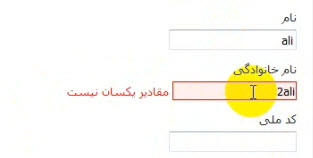 نام
ali
نام خانوادگی
2ali مقادیر یکسان نیست
کد ملی